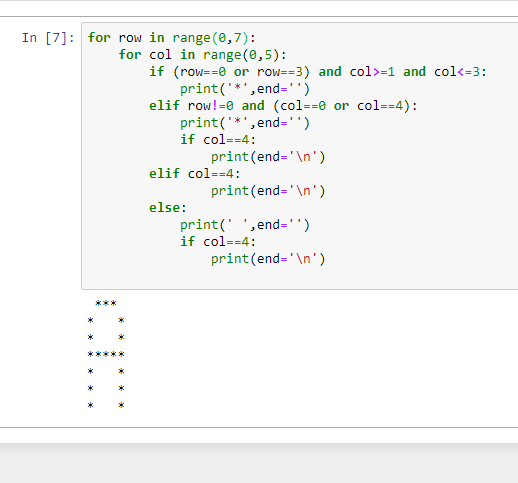 In [7]: for row in range(0,7):
    for col in range(0,5):
        if (row==0 or row==3) and col>=1 and col<=3:
            print('*',end='')
        elif row!=0 and (col==0 or col==4):
            print('*',end='')
            if col==4:
                print(end='\n')
        elif col==4:
                print(end='\n')
        else:
            print(' ',end='')
            if col==4:
                print(end='\n')
 ***
*   *
*   *
*****
*   *
*   *
*   *